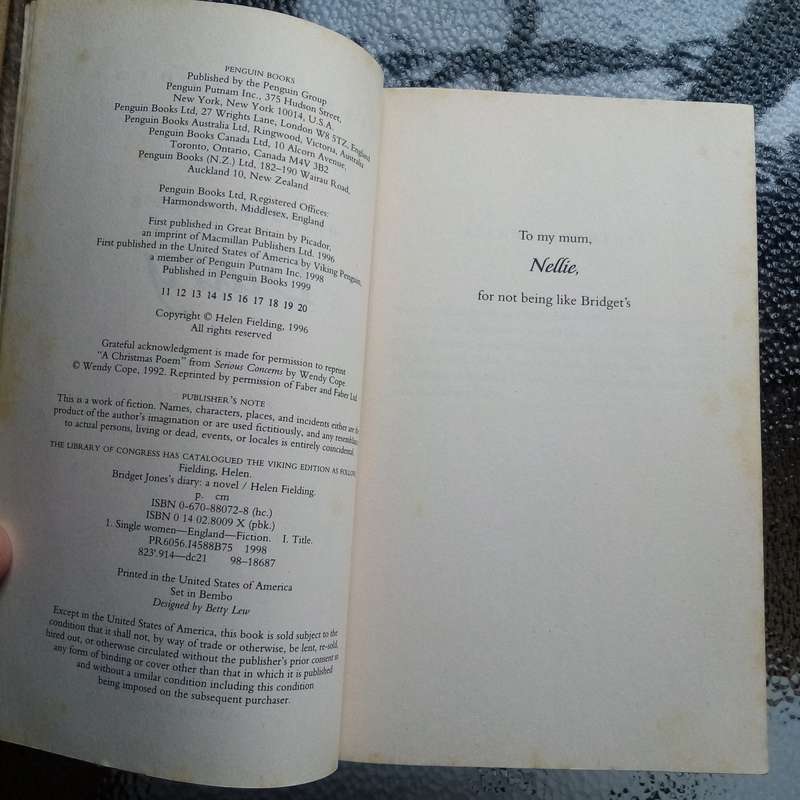 PENGUIN BOOKS
Published by the Penguin Group
Penguin Putnam Inc., 375 Hudson Street,
New York, New York 10014, U.S.A.
Penguin Books Ltd, 27 Wrights Lane, London W8 5TZ, England
Penguin Books Australia Ltd, Ringwood, Victoria, Australia
Penguin Books Canada Ltd, 10 Alcorn Avenue,
Toronto, Ontario, Canada M4V 3B2
Penguin Books (N.Z.) Ltd, 182–190 Wairau Road,
Auckland 10, New Zealand
Penguin Books Ltd, Registered Offices:
Harmondsworth, Middlesex, England
First published in Great Britain by Picador,
an imprint of Macmillan Publishers Ltd. 1996
First published in the United States of America by Viking Penguin,
a member of Penguin Putnam Inc. 1998
Published in Penguin Books 1999
11 12 13 14 15 16 17 18 19 20
Copyright © Helen Fielding, 1996
All rights reserved
Grateful acknowledgment is made for permission to reprint
"A Christmas Poem" from Serious Concerns by Wendy Cope.
© Wendy Cope, 1992. Reprinted by permission of Faber and Faber Ltd
PUBLISHER'S NOTE
This is a work of fiction. Names, characters, places, and incidents either are the
product of the author's imagination or are used fictitiously, and any
to actual persons, living or dead, events, or locales is entirely coincidental.
THE LIBRARY OF CONGRESS HAS CATALOGUED THE VIKING EDITION AS
Fielding, Helen.
Bridget Jones's diary: a novel / Helen Fielding.
p. cm
ISBN 0-670-88072-8 (hc.)
ISBN 0 14 02.8009 X (pbk.)
1. Single women—England—Fiction. I. Title.
PR6056.I4588B75 1998
823'.914—dc21 98–18687
Printed in the United States of America
Set in Bembo
Designed by Betty Lew
Except in the United States of America, this book is sold subject to the
condition that it shall not, by way of trade or otherwise, be lent, re-sold,
hired out, or otherwise circulated without the publisher's prior consent in
any form of binding or cover other than that in which it is published
and without a similar condition including this condition
being imposed on the subsequent purchaser.
To my mum,
Nellie,
for not being like Bridget's